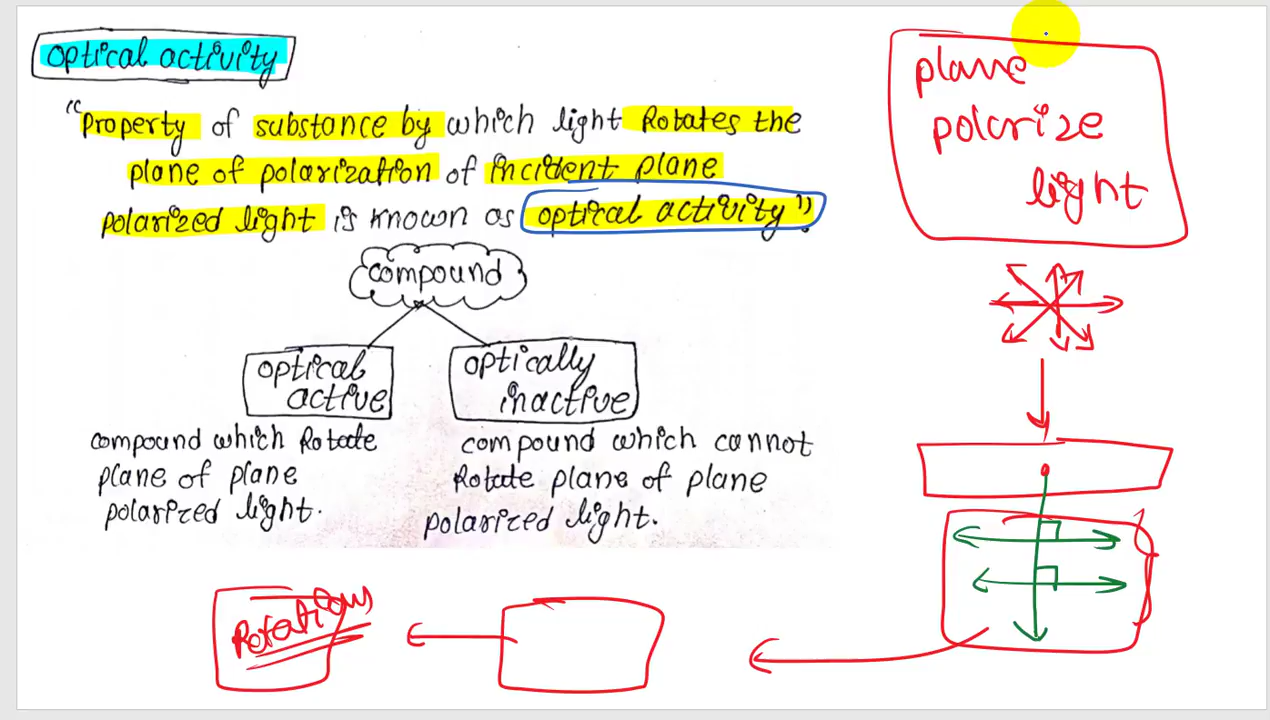 optical activity
"Property of substance by which light Rotates the
plane of polarization of incident plane
polarized light is known as optical activity".
compound
optical
active
optically
inactive
compound which Rotate
plane of plane
polarized light.
compound which cannot
Rotate plane of plane
polarized light.
plane
polarize
light
Rotations